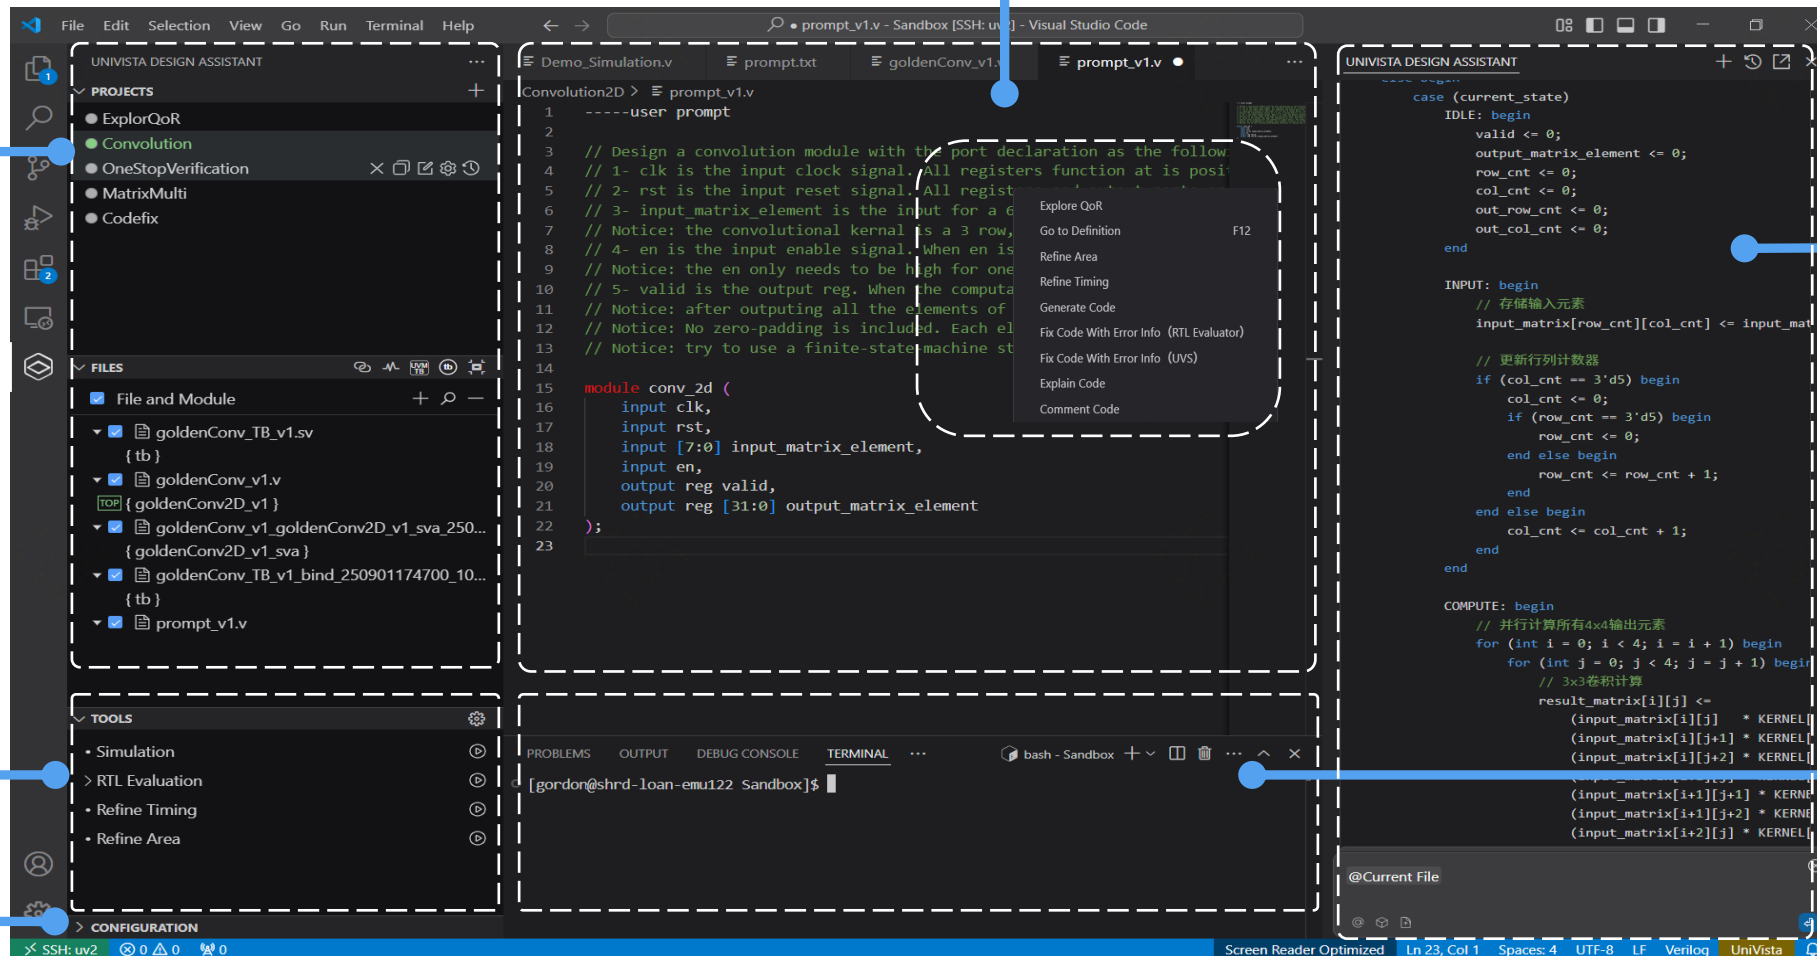 File Edit Selection View Go Run Terminal Help
prompt_v1.v - Sandbox [SSH: uv2] - Visual Studio Code
UNIVISTA DESIGN ASSISTANT
PROJECTS
ExplorQoR
Convolution
OneStopVerification
MatrixMulti
Codefix
FILES
File and Module
goldenConv_TB_v1.sv
{ tb }
goldenConv_v1.v
TOP { goldenConv2D_v1 }
goldenConv_v1_goldenConv2D_v1_sva_250...
{ goldenConv2D_v1_sva }
goldenConv_TB_v1_bind_250901174700_10...
{ tb }
prompt_v1.v
TOOLS
Simulation
RTL Evaluation
Refine Timing
Refine Area
CONFIGURATION
Demo_Simulation.v prompt.txt goldenConv_v1.v prompt_v1.v
Convolution2D > prompt_v1.v
1 -----user prompt
2
3 // Design a convolution module with the port declaration as the follow
4 // 1- clk is the input clock signal. All registers function at is posi
5 // 2- rst is the input reset signal. All regist
6 // 3- input_matrix_element is the input for a 6
7 // Notice: the convolutional kernal is a 3 row,
8 // 4- en is the input enable signal. When en is
9 // Notice: the en only needs to be high for one
10 // 5- valid is the output reg. When the computa
11 // Notice: after outputing all the elements of
12 // Notice: No zero-padding is included. Each el
13 // Notice: try to use a finite-state-machine st
14
15 module conv_2d (
16 input clk,
17 input rst,
18 input [7:0] input_matrix_element,
19 input en,
20 output reg valid,
21 output reg [31:0] output_matrix_element
22 );
23
Explore QoR
Go to Definition F12
Refine Area
Refine Timing
Generate Code
Fix Code With Error Info (RTL Evaluator)
Fix Code With Error Info (UVS)
Explain Code
Comment Code
PROBLEMS OUTPUT DEBUG CONSOLE TERMINAL ··· bash - Sandbox
[gordon@shrd-loan-emu122 Sandbox]$
UNIVISTA DESIGN ASSISTANT
else begin
case (current_state)
IDLE: begin
valid <= 0;
output_matrix_element <= 0;
row_cnt <= 0;
col_cnt <= 0;
out_row_cnt <= 0;
out_col_cnt <= 0;
end
INPUT: begin
// 存储输入元素
input_matrix[row_cnt][col_cnt] <= input_mat
// 更新行列计数器
if (col_cnt == 3'd5) begin
col_cnt <= 0;
if (row_cnt == 3'd5) begin
row_cnt <= 0;
end else begin
row_cnt <= row_cnt + 1;
end
end else begin
col_cnt <= col_cnt + 1;
end
end
COMPUTE: begin
// 并行计算所有4x4输出元素
for (int i = 0; i < 4; i = i + 1) begin
for (int j = 0; j < 4; j = j + 1) begin
// 3x3卷积计算
result_matrix[i][j] <=
(input_matrix[i][j] * KERNEL[
(input_matrix[i][j+1] * KERNEL[
(input_matrix[i][j+2] * KERNEL[
(input_matrix[i+1][j+1] * KERNE
(input_matrix[i+1][j+2] * KERNE
(input_matrix[i+2][j] * KERNEL[
@Current File
SSH: uv2 0 0 0
Screen Reader Optimized Ln 23, Col 1 Spaces: 4 UTF-8 LF Verilog UniVista